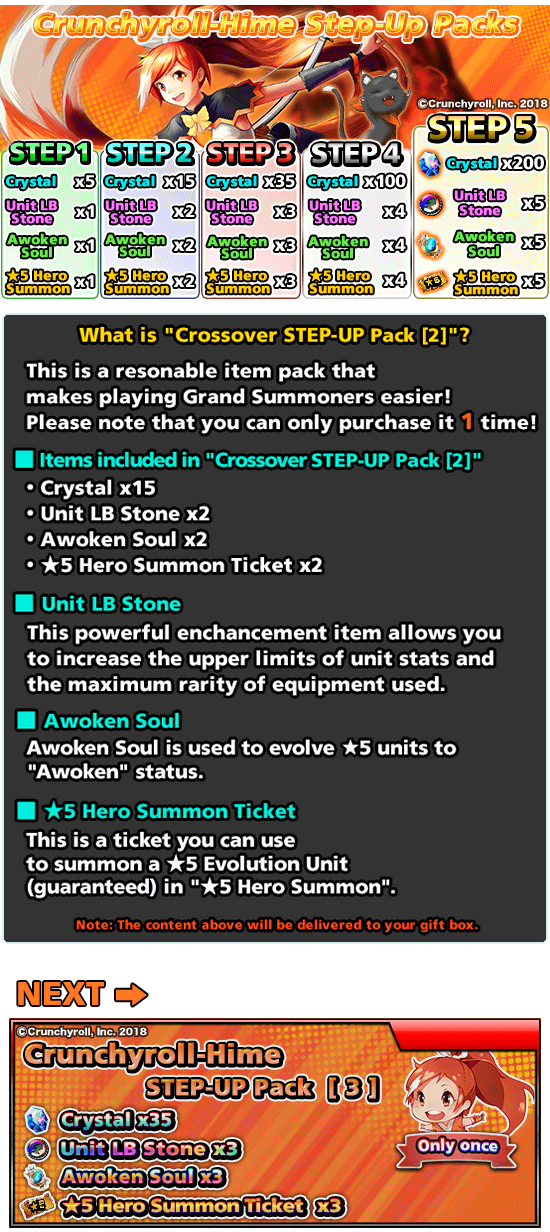 Crunchyroll-Hime Step-Up Packs
©Crunchyroll, Inc. 2018
STEP 1
Crystal x5
Unit LB Stone x1
Awoken Soul x1
★5 Hero Summon x1
STEP 2
Crystal x15
Unit LB Stone x2
Awoken Soul x2
★5 Hero Summon x2
STEP 3
Crystal x35
Unit LB Stone x3
Awoken Soul x3
★5 Hero Summon x3
STEP 4
Crystal x100
Unit LB Stone x4
Awoken Soul x4
★5 Hero Summon x4
STEP 5
Crystal x200
Unit LB Stone x5
Awoken Soul x5
★5 Hero Summon x5
What is "Crossover STEP-UP Pack [2]"?
This is a resonable item pack that
makes playing Grand Summoners easier!
Please note that you can only purchase it 1 time!
■ Items included in "Crossover STEP-UP Pack [2]"
・Crystal x15
・Unit LB Stone x2
・Awoken Soul x2
・★5 Hero Summon Ticket x2
■ Unit LB Stone
This powerful enchancement item allows you
to increase the upper limits of unit stats and
the maximum rarity of equipment used.
■ Awoken Soul
Awoken Soul is used to evolve ★5 units to
"Awoken" status.
■ ★5 Hero Summon Ticket
This is a ticket you can use
to summon a ★5 Evolution Unit
(guaranteed) in "★5 Hero Summon".
Note: The content above will be delivered to your gift box.
NEXT ➡
©Crunchyroll, Inc. 2018
Crunchyroll-Hime
STEP-UP Pack [ 3 ]
Crystal x35
Unit LB Stone x3
Awoken Soul x3
★5 Hero Summon Ticket x3
Only once